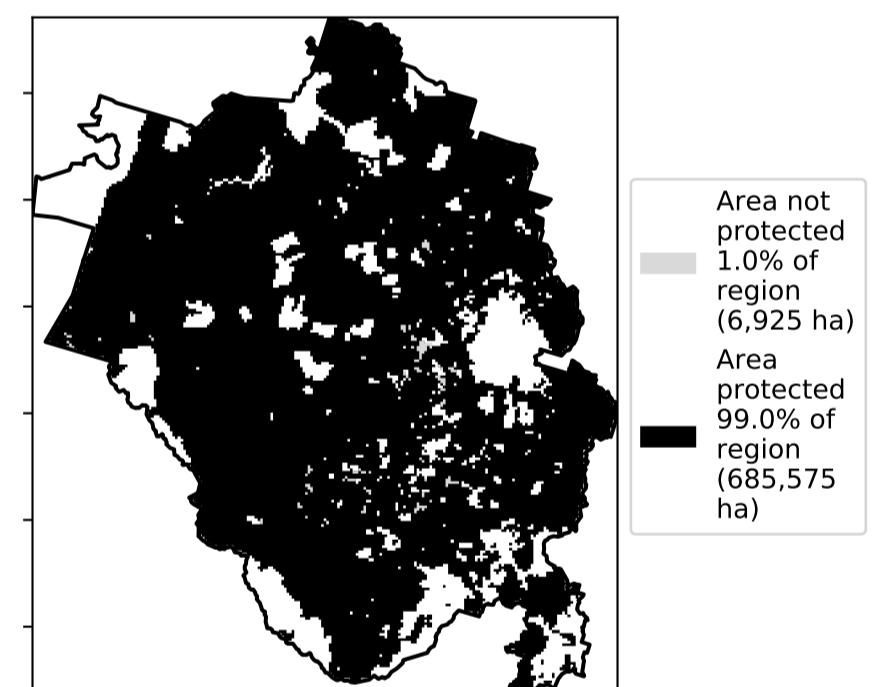 Area not
protected
1.0% of
region
(6,925 ha)
Area
protected
99.0% of
region
(685,575
ha)